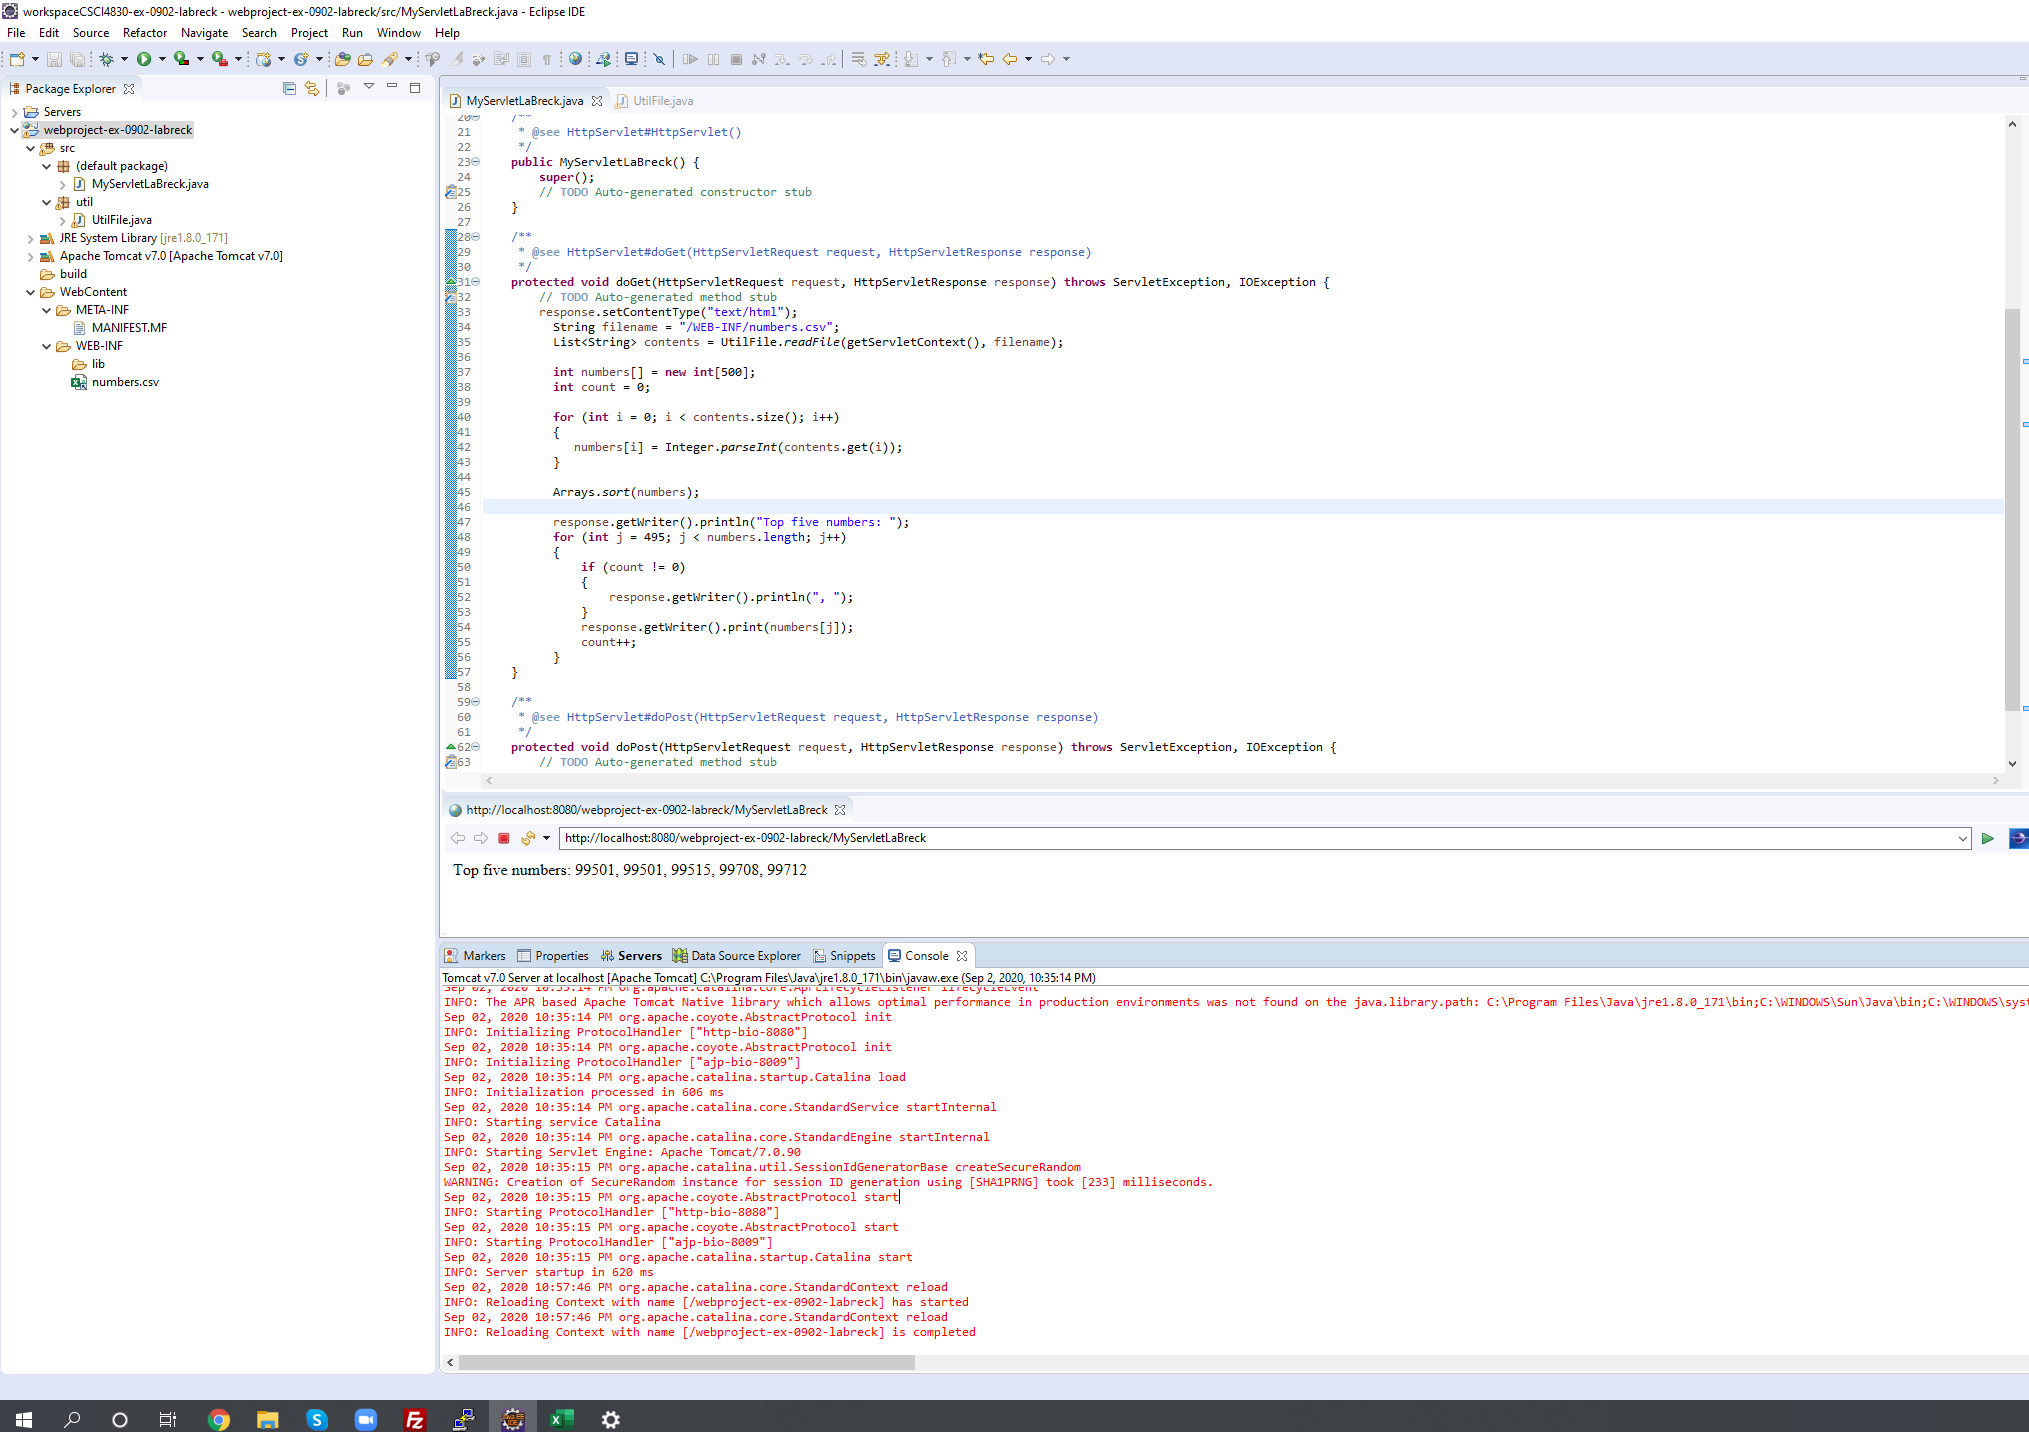 workspaceCSCI4830-ex-0902-labreck - webproject-ex-0902-labreck/src/MyServletLaBreck.java - Eclipse IDE
File Edit Source Refactor Navigate Search Project Run Window Help
Package Explorer
Servers
webproject-ex-0902-labreck
src
(default package)
MyServletLaBreck.java
util
UtilFile.java
JRE System Library [jre1.8.0_171]
Apache Tomcat v7.0 [Apache Tomcat v7.0]
build
WebContent
META-INF
MANIFEST.MF
WEB-INF
lib
numbers.csv
MyServletLaBreck.java UtilFile.java
20 /**
21 * @see HttpServlet#HttpServlet()
22 */
23 public MyServletLaBreck() {
24 super();
25 // TODO Auto-generated constructor stub
26 }
27
28 /**
29 * @see HttpServlet#doGet(HttpServletRequest request, HttpServletResponse response)
30 */
31 protected void doGet(HttpServletRequest request, HttpServletResponse response) throws ServletException, IOException {
32 // TODO Auto-generated method stub
33 response.setContentType("text/html");
34 String filename = "/WEB-INF/numbers.csv";
35 List<String> contents = UtilFile.readFile(getServletContext(), filename);
36
37 int numbers[] = new int[500];
38 int count = 0;
39
40 for (int i = 0; i < contents.size(); i++)
41 {
42 numbers[i] = Integer.parseInt(contents.get(i));
43 }
44
45 Arrays.sort(numbers);
46
47 response.getWriter().println("Top five numbers: ");
48 for (int j = 495; j < numbers.length; j++)
49 {
50 if (count != 0)
51 {
52 response.getWriter().println(", ");
53 }
54 response.getWriter().print(numbers[j]);
55 count++;
56 }
57 }
58
59 /**
60 * @see HttpServlet#doPost(HttpServletRequest request, HttpServletResponse response)
61 */
62 protected void doPost(HttpServletRequest request, HttpServletResponse response) throws ServletException, IOException {
63 // TODO Auto-generated method stub
http://localhost:8080/webproject-ex-0902-labreck/MyServletLaBreck
http://localhost:8080/webproject-ex-0902-labreck/MyServletLaBreck
Top five numbers: 99501, 99501, 99515, 99708, 99712
Markers Properties Servers Data Source Explorer Snippets Console
Tomcat v7.0 Server at localhost [Apache Tomcat] C:\Program Files\Java\jre1.8.0_171\bin\javaw.exe (Sep 2, 2020, 10:35:14 PM)
Sep 02, 2020 10:35:14 PM org.apache.catalina.core.AprLifecycleListener lifecycleEvent
INFO: The APR based Apache Tomcat Native library which allows optimal performance in production environments was not found on the java.library.path: C:\Program Files\Java\jre1.8.0_171\bin;C:\WINDOWS\Sun\Java\bin;C:\WINDOWS\syst
Sep 02, 2020 10:35:14 PM org.apache.coyote.AbstractProtocol init
INFO: Initializing ProtocolHandler ["http-bio-8080"]
Sep 02, 2020 10:35:14 PM org.apache.coyote.AbstractProtocol init
INFO: Initializing ProtocolHandler ["ajp-bio-8009"]
Sep 02, 2020 10:35:14 PM org.apache.catalina.startup.Catalina load
INFO: Initialization processed in 606 ms
Sep 02, 2020 10:35:14 PM org.apache.catalina.core.StandardService startInternal
INFO: Starting service Catalina
Sep 02, 2020 10:35:14 PM org.apache.catalina.core.StandardEngine startInternal
INFO: Starting Servlet Engine: Apache Tomcat/7.0.90
Sep 02, 2020 10:35:15 PM org.apache.catalina.util.SessionIdGeneratorBase createSecureRandom
WARNING: Creation of SecureRandom instance for session ID generation using [SHA1PRNG] took [233] milliseconds.
Sep 02, 2020 10:35:15 PM org.apache.coyote.AbstractProtocol start
INFO: Starting ProtocolHandler ["http-bio-8080"]
Sep 02, 2020 10:35:15 PM org.apache.coyote.AbstractProtocol start
INFO: Starting ProtocolHandler ["ajp-bio-8009"]
Sep 02, 2020 10:35:15 PM org.apache.catalina.startup.Catalina start
INFO: Server startup in 620 ms
Sep 02, 2020 10:57:46 PM org.apache.catalina.core.StandardContext reload
INFO: Reloading Context with name [/webproject-ex-0902-labreck] has started
Sep 02, 2020 10:57:46 PM org.apache.catalina.core.StandardContext reload
INFO: Reloading Context with name [/webproject-ex-0902-labreck] is completed